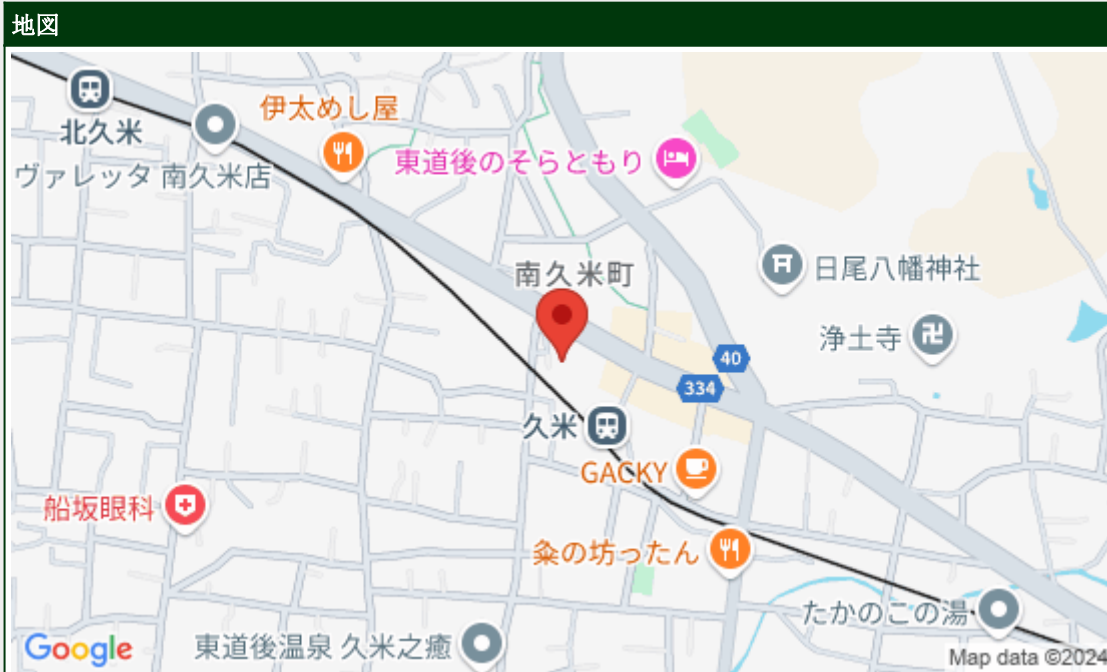 地図
伊太めし屋
北久米
東道後のそらともり
ヴァレッタ 南久米店
南久米町
日尾八幡神社
浄土寺
40
334
久米
GACKY
船坂眼科
粂の坊ったん
たかのこの湯
東道後温泉 久米之癒
Google
Map data ©2024